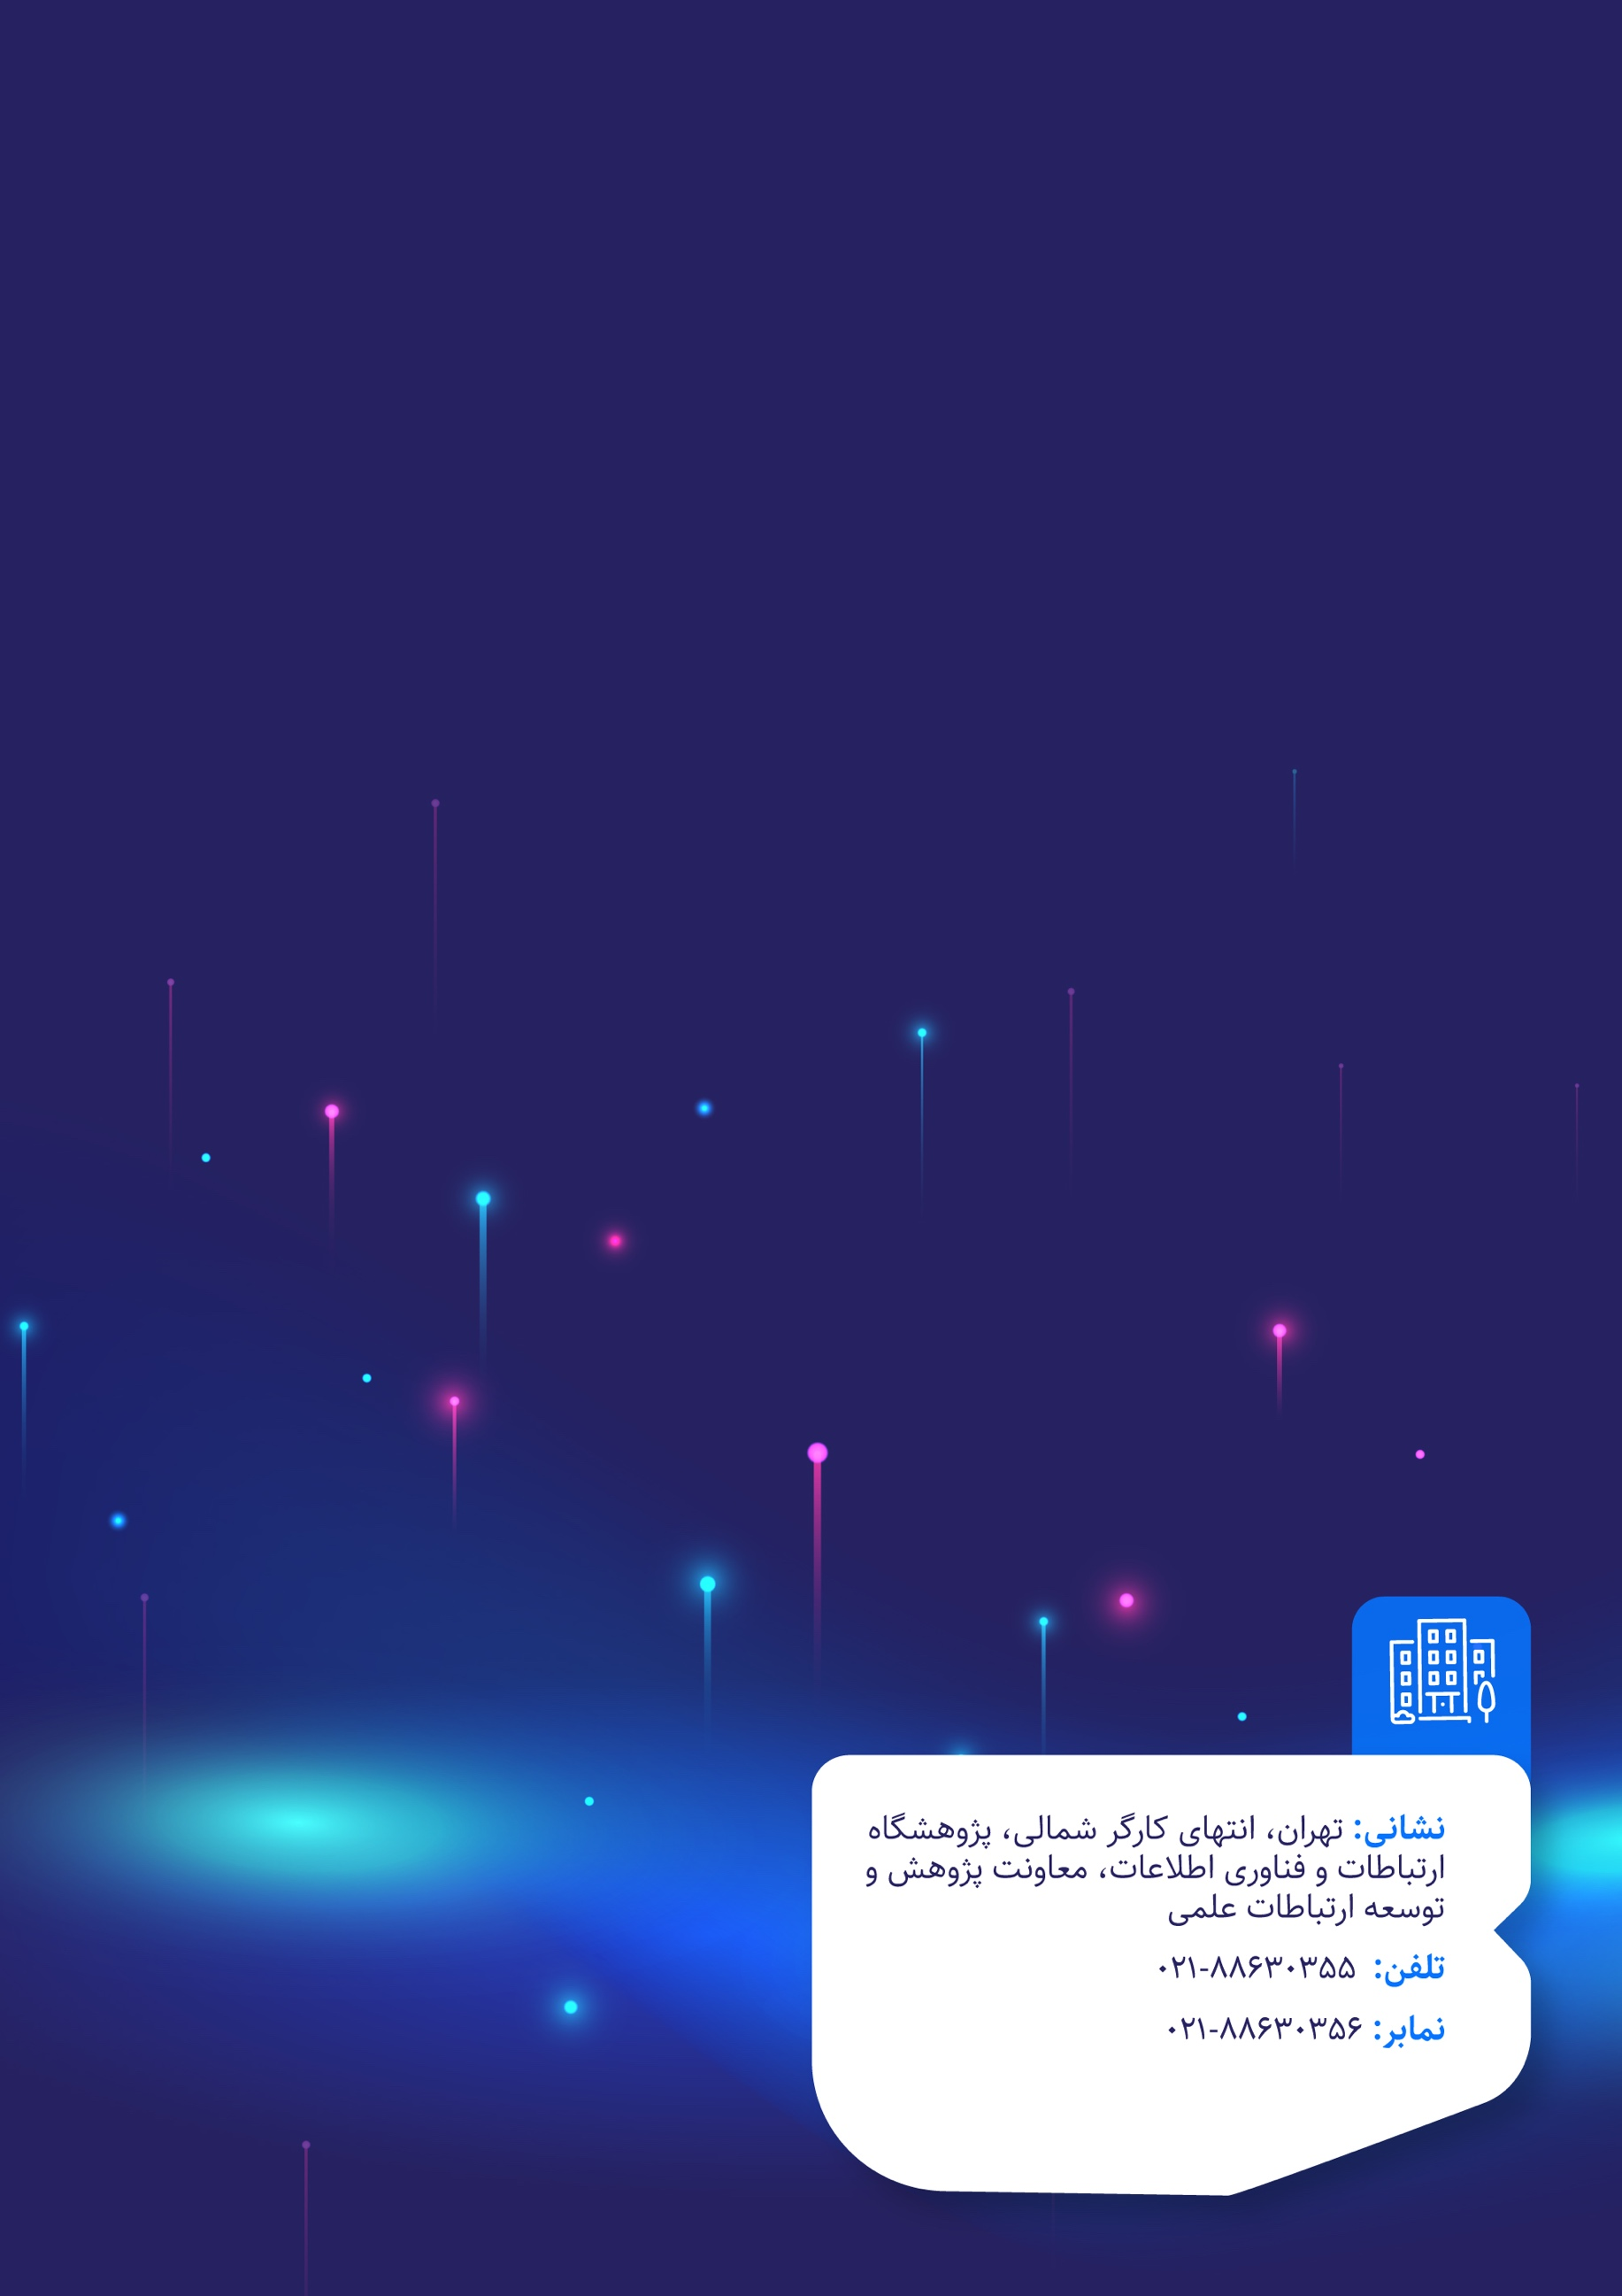 نشانی: تهران، انتهای کارگر شمالی، پژوهشگاه
ارتباطات و فناوری اطلاعات، معاونت پژوهش و
توسعه ارتباطات علمی
تلفن: ۰۲۱-۸۸۶۳۰۳۵۵
نمابر: ۰۲۱-۸۸۶۳۰۳۵۶